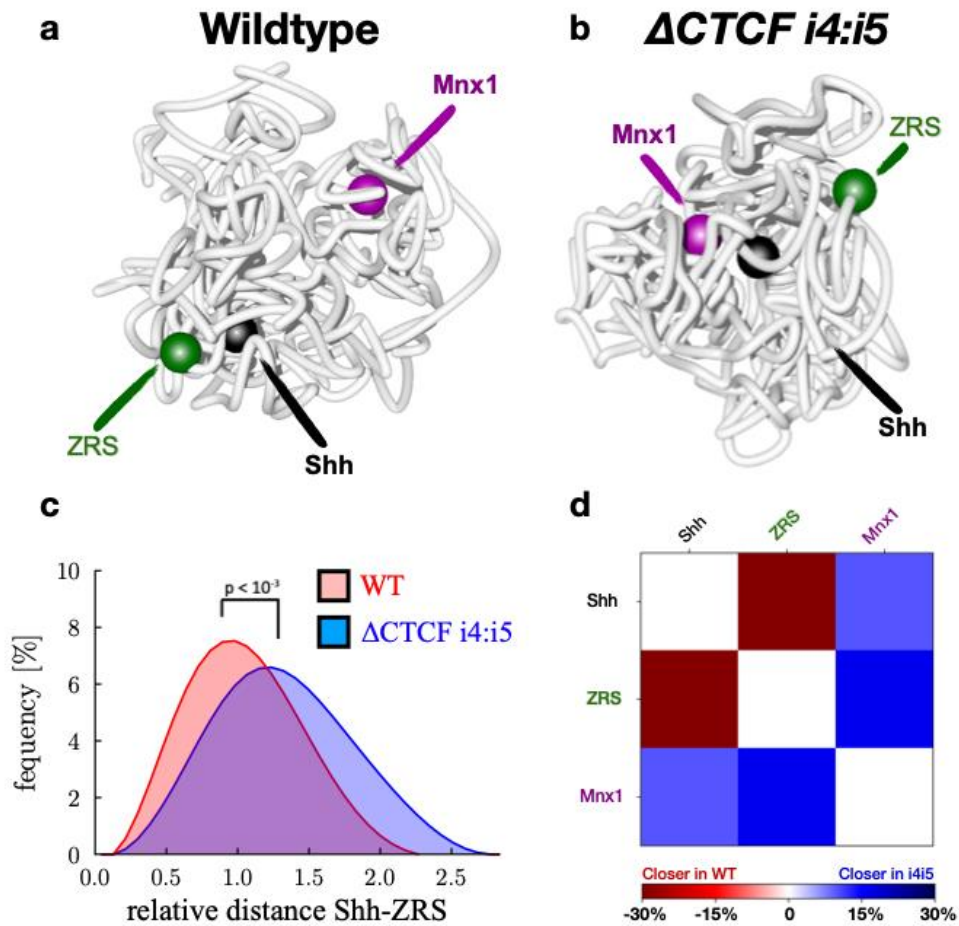 a Wildtype
b ΔCTCF i4:i5
Mnx1
ZRS
Shh
Mnx1
ZRS
Shh
c
10
8
6
4
2
0
fequency [%]
0.0 0.5 1.0 1.5 2.0 2.5
relative distance Shh-ZRS
p < 10-3
WT
ΔCTCF i4:i5
d
Shh ZRS Mnx1
Shh
ZRS
Mnx1
Closer in WT Closer in i4i5
-30% -15% 0 15% 30%